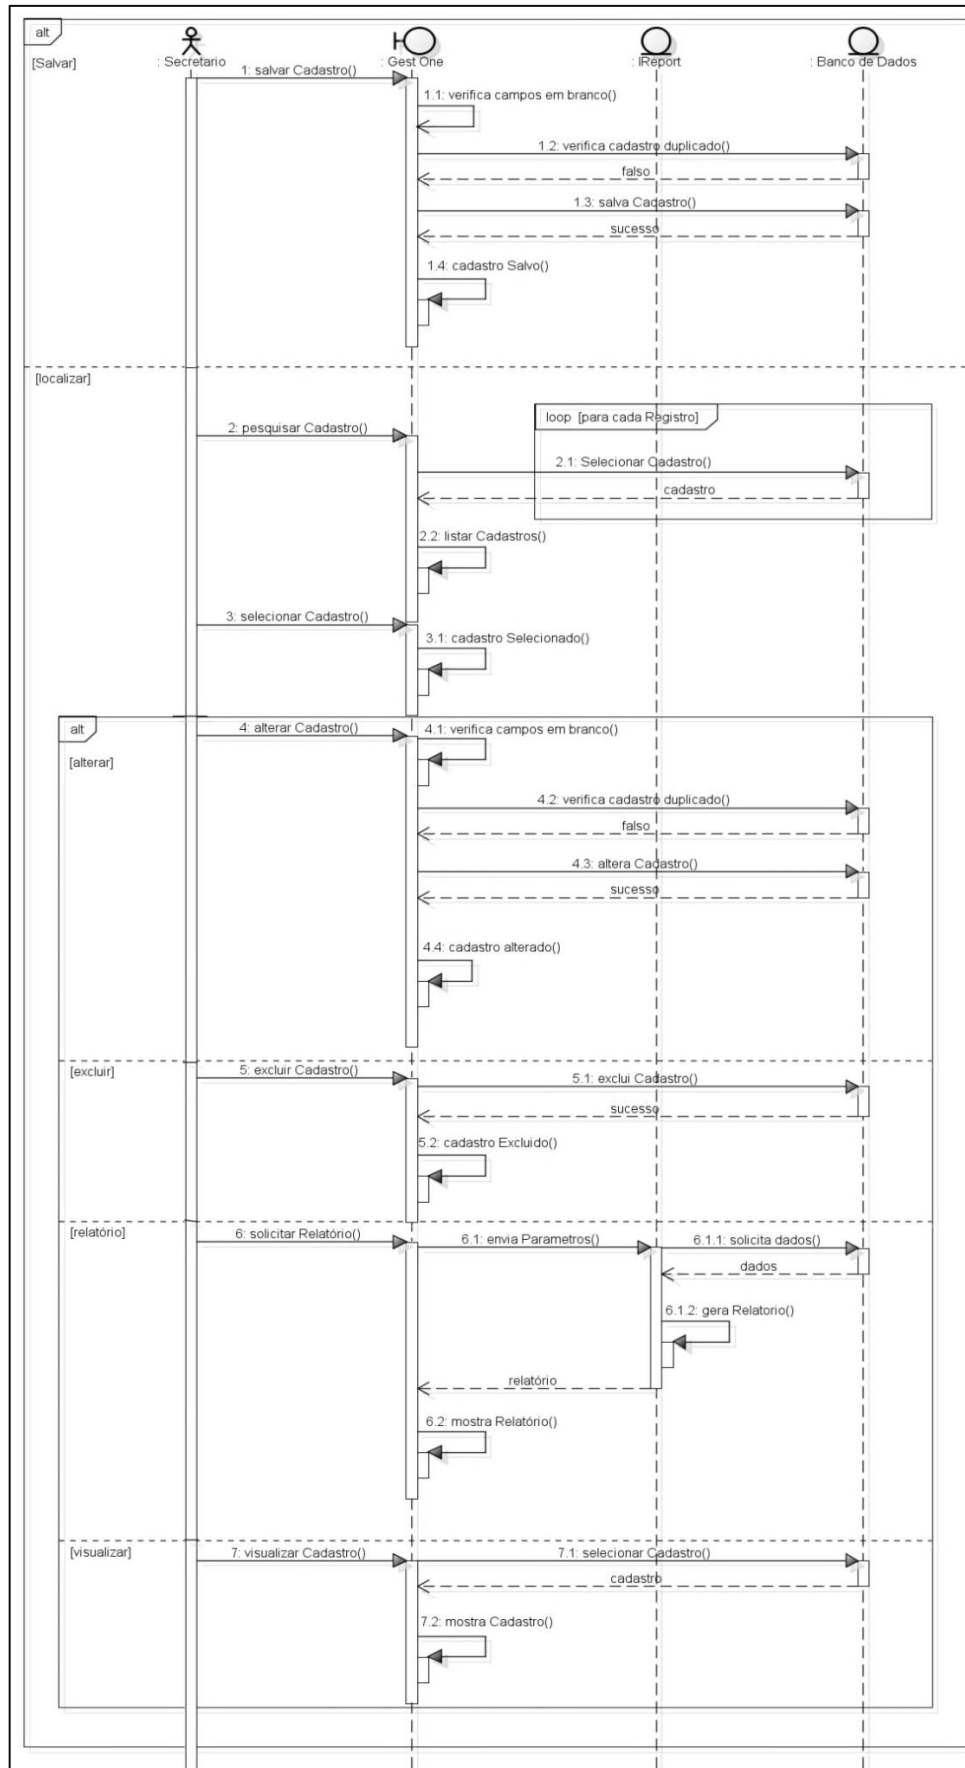 alt
[Salvar]
: Secretario
: Gest One
: IReport
: Banco de Dados
1: salvar Cadastro()
1.1: verifica campos em branco()
1.2: verifica cadastro duplicado()
falso
1.3: salva Cadastro()
sucesso
1.4: cadastro Salvo()
[localizar]
loop [para cada Registro]
2: pesquisar Cadastro()
2.1: Selecionar Cadastro()
cadastro
2.2: listar Cadastros()
3: selecionar Cadastro()
3.1: cadastro Selecionado()
alt
[alterar]
4: alterar Cadastro()
4.1: verifica campos em branco()
4.2: verifica cadastro duplicado()
falso
4.3: altera Cadastro()
sucesso
4.4: cadastro alterado()
[excluir]
5: excluir Cadastro()
5.1: exclui Cadastro()
sucesso
5.2: cadastro Excluido()
[relatório]
6: solicitar Relatório()
6.1: envia Parametros()
6.1.1: solicita dados()
dados
6.1.2: gera Relatorio()
relatório
6.2: mostra Relatório()
[visualizar]
7: visualizar Cadastro()
7.1: selecionar Cadastro()
cadastro
7.2: mostra Cadastro()